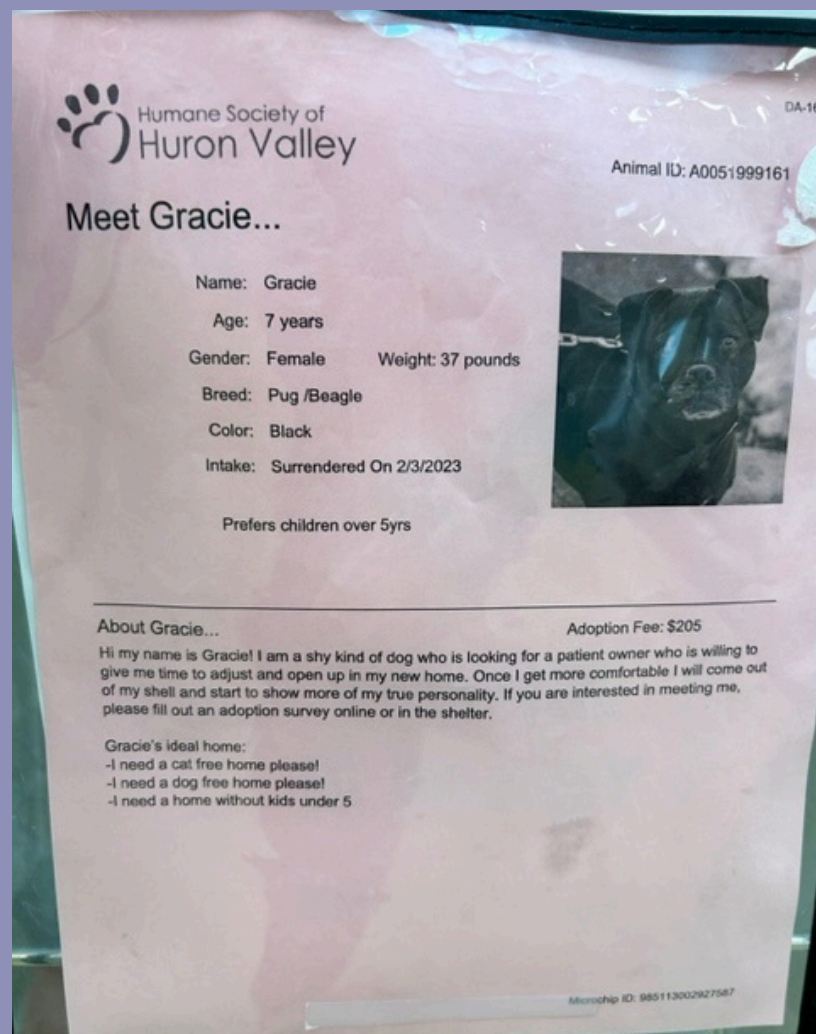 Humane Society of
Huron Valley
DA-16
Animal ID: A0051999161
Meet Gracie...
Name: Gracie
Age: 7 years
Gender: Female Weight: 37 pounds
Breed: Pug /Beagle
Color: Black
Intake: Surrendered On 2/3/2023
Prefers children over 5yrs
About Gracie... Adoption Fee: $205
Hi my name is Gracie! I am a shy kind of dog who is looking for a patient owner who is willing to
give me time to adjust and open up in my new home. Once I get more comfortable I will come out
of my shell and start to show more of my true personality. If you are interested in meeting me,
please fill out an adoption survey online or in the shelter.
Gracie's ideal home:
-I need a cat free home please!
-I need a dog free home please!
-I need a home without kids under 5
Microchip ID: 985113002927587